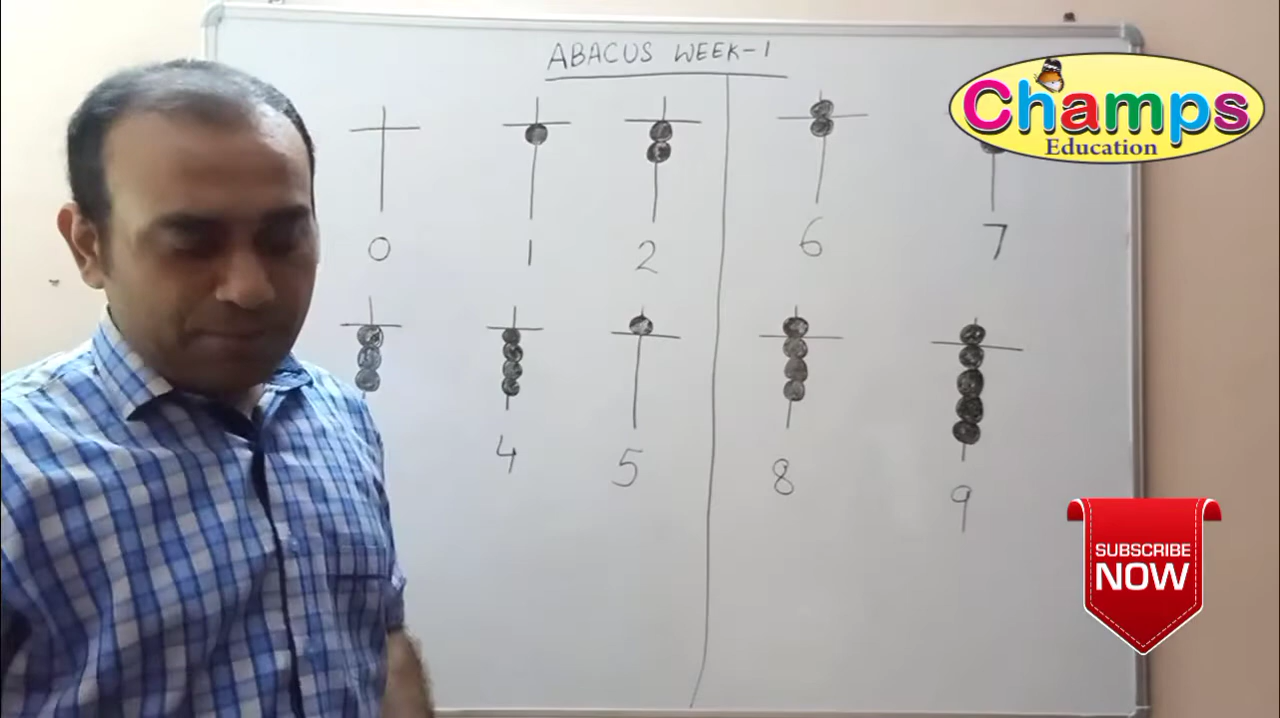 ABACUS WEEK-1
Champs
Education
0 1 2 6 7
4 5 8 9
SUBSCRIBE
NOW